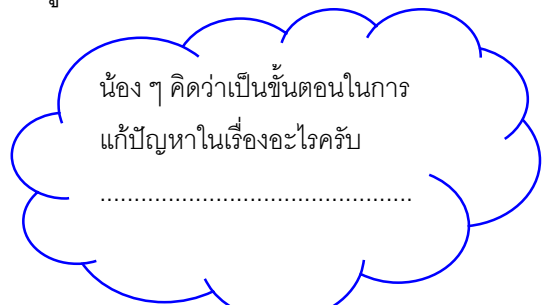 น้อง ๆ คิดว่าเป็นขั้นตอนในการ
แก้ปัญหาในเรื่องอะไรครับ
..............................................